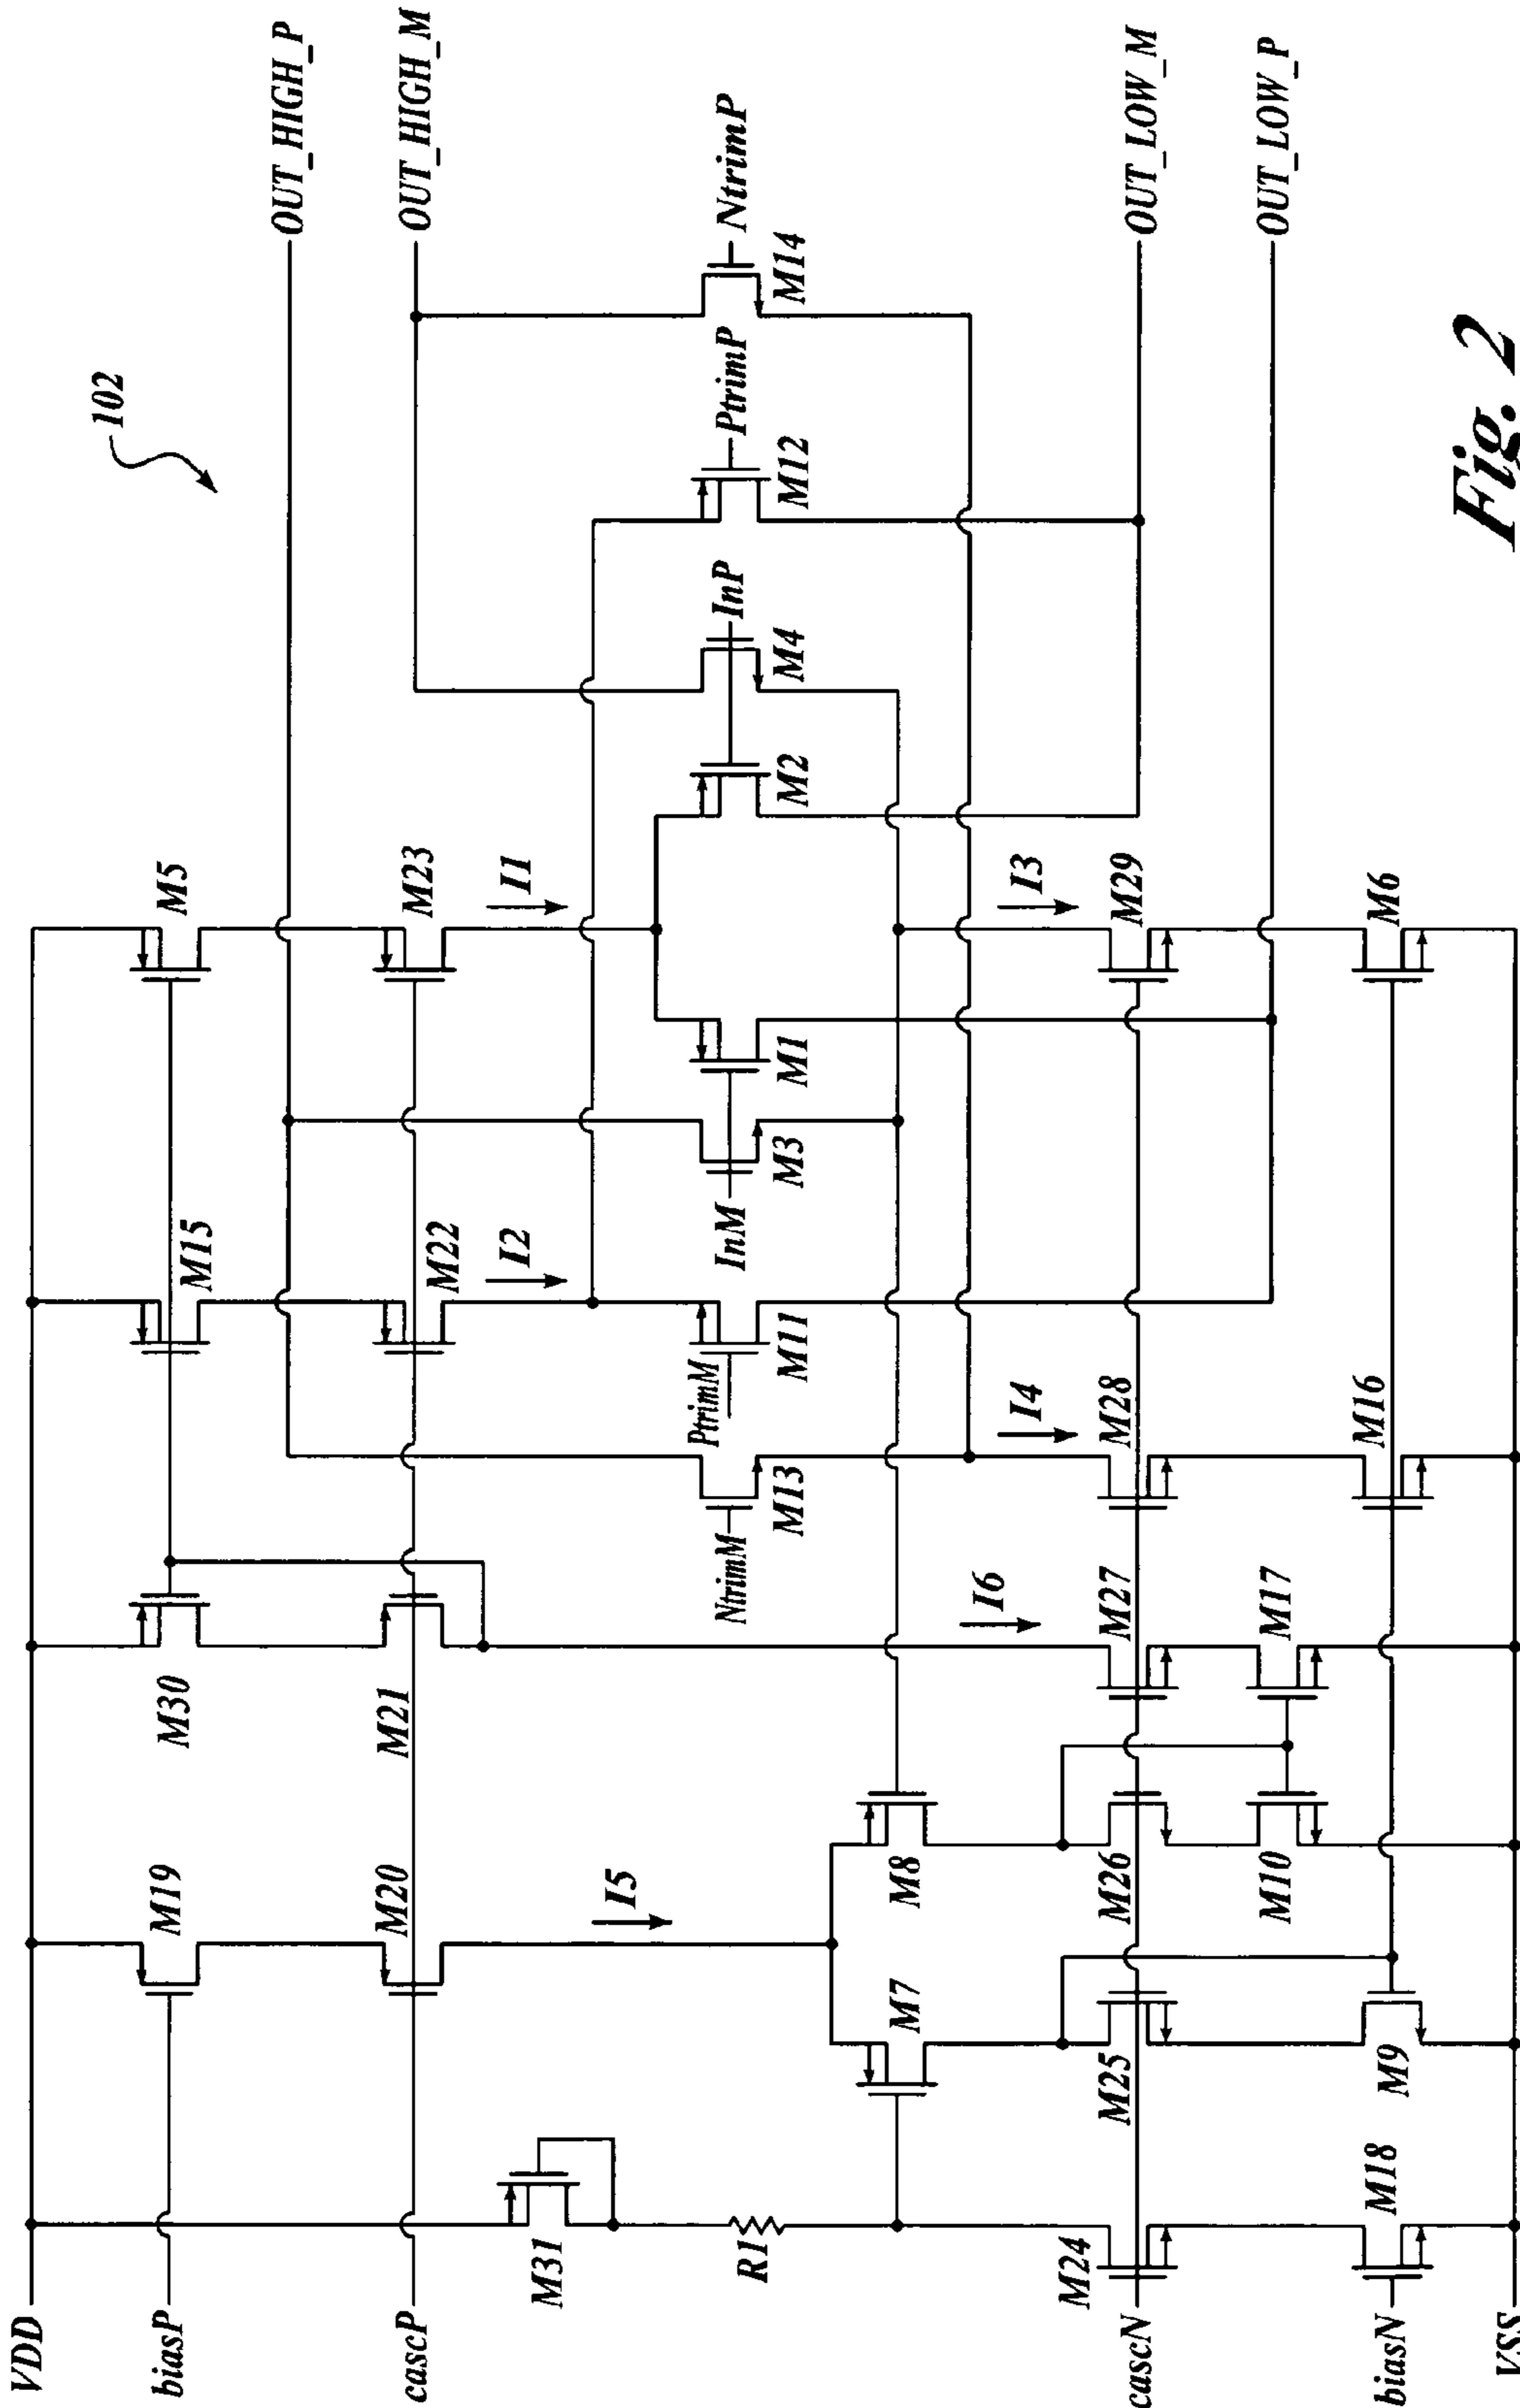 102
OUT_HIGH_P
OUT_HIGH_M
NtrimP
M14
PtrimP
M12
InP
M4
M2
OUT_LOW_M
OUT_LOW_P
VDD
biasP
cascP
M19
M20
M30
M21
M15
M22
M5
M23
I1
I2
I5
M31
R1
M7
M8
NtrimM
M13
PtrimM
M11
InM
M3
M1
I6
I4
I3
cascN
M24
M25
M26
M27
M28
M29
biasN
M18
M9
M10
M17
M16
M6
VSS
Fig. 2